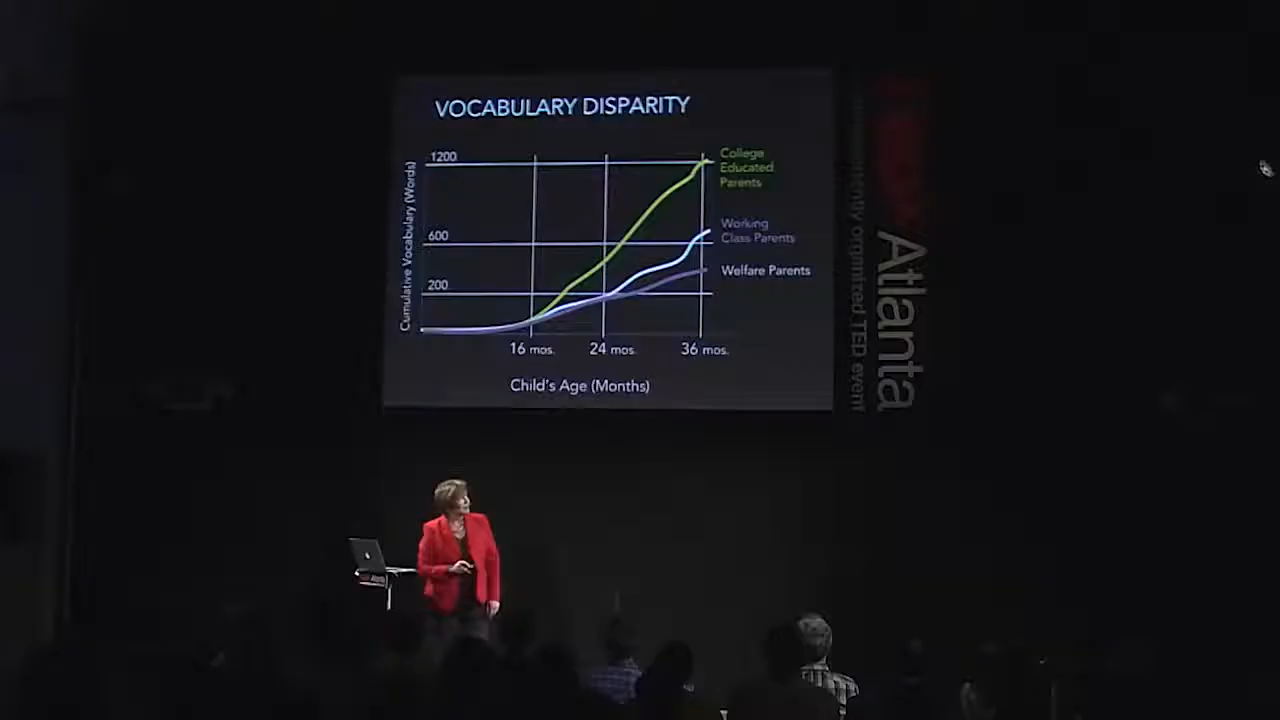 VOCABULARY DISPARITY
Cumulative Vocabulary (Words)
1200
600
200
College
Educated
Parents
Working
Class Parents
Welfare Parents
16 mos.
24 mos.
36 mos.
Child's Age (Months)
Atlanta
organized TED event